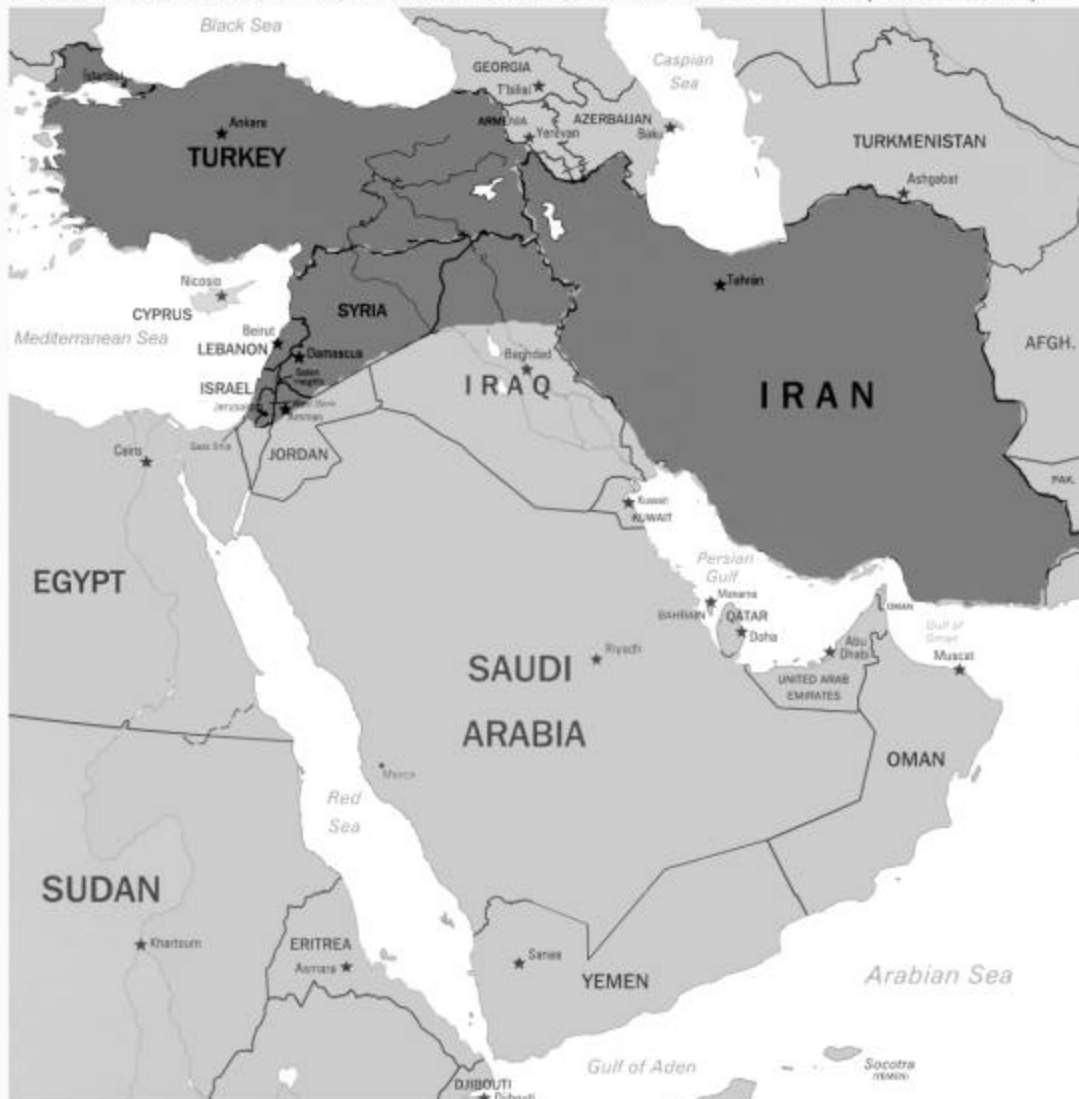 Black Sea
GEORGIA
T'bilisi
Caspian
Sea
Istanbul
ARMENIA
AZERBAIJAN
Yerevan
Baku
Ankara
TURKEY
TURKMENISTAN
Ashgabat
Nicosia
CYPRUS
Tehrān
SYRIA
Beirut
LEBANON
Mediterranean Sea
Damascus
Baghdad
IRAQ
AFGH.
IRAN
Golan
Heights
ISRAEL
Jerusalem
West Bank
Amman
Gaza Strip
Cairo
JORDAN
PAK.
Kuwait
KUWAIT
EGYPT
Persian
Gulf
Manama
BAHRAIN
QATAR
Doha
OMAN
Gulf of
Oman
Abu
Dhabi
Muscat
Riyadh
SAUDI
ARABIA
UNITED ARAB
EMIRATES
OMAN
Mecca
Red
Sea
SUDAN
Khartoum
ERITREA
Asmara
Sanaa
YEMEN
Arabian Sea
Gulf of Aden
Socotra
(YEMEN)
DJIBOUTI
Djibouti